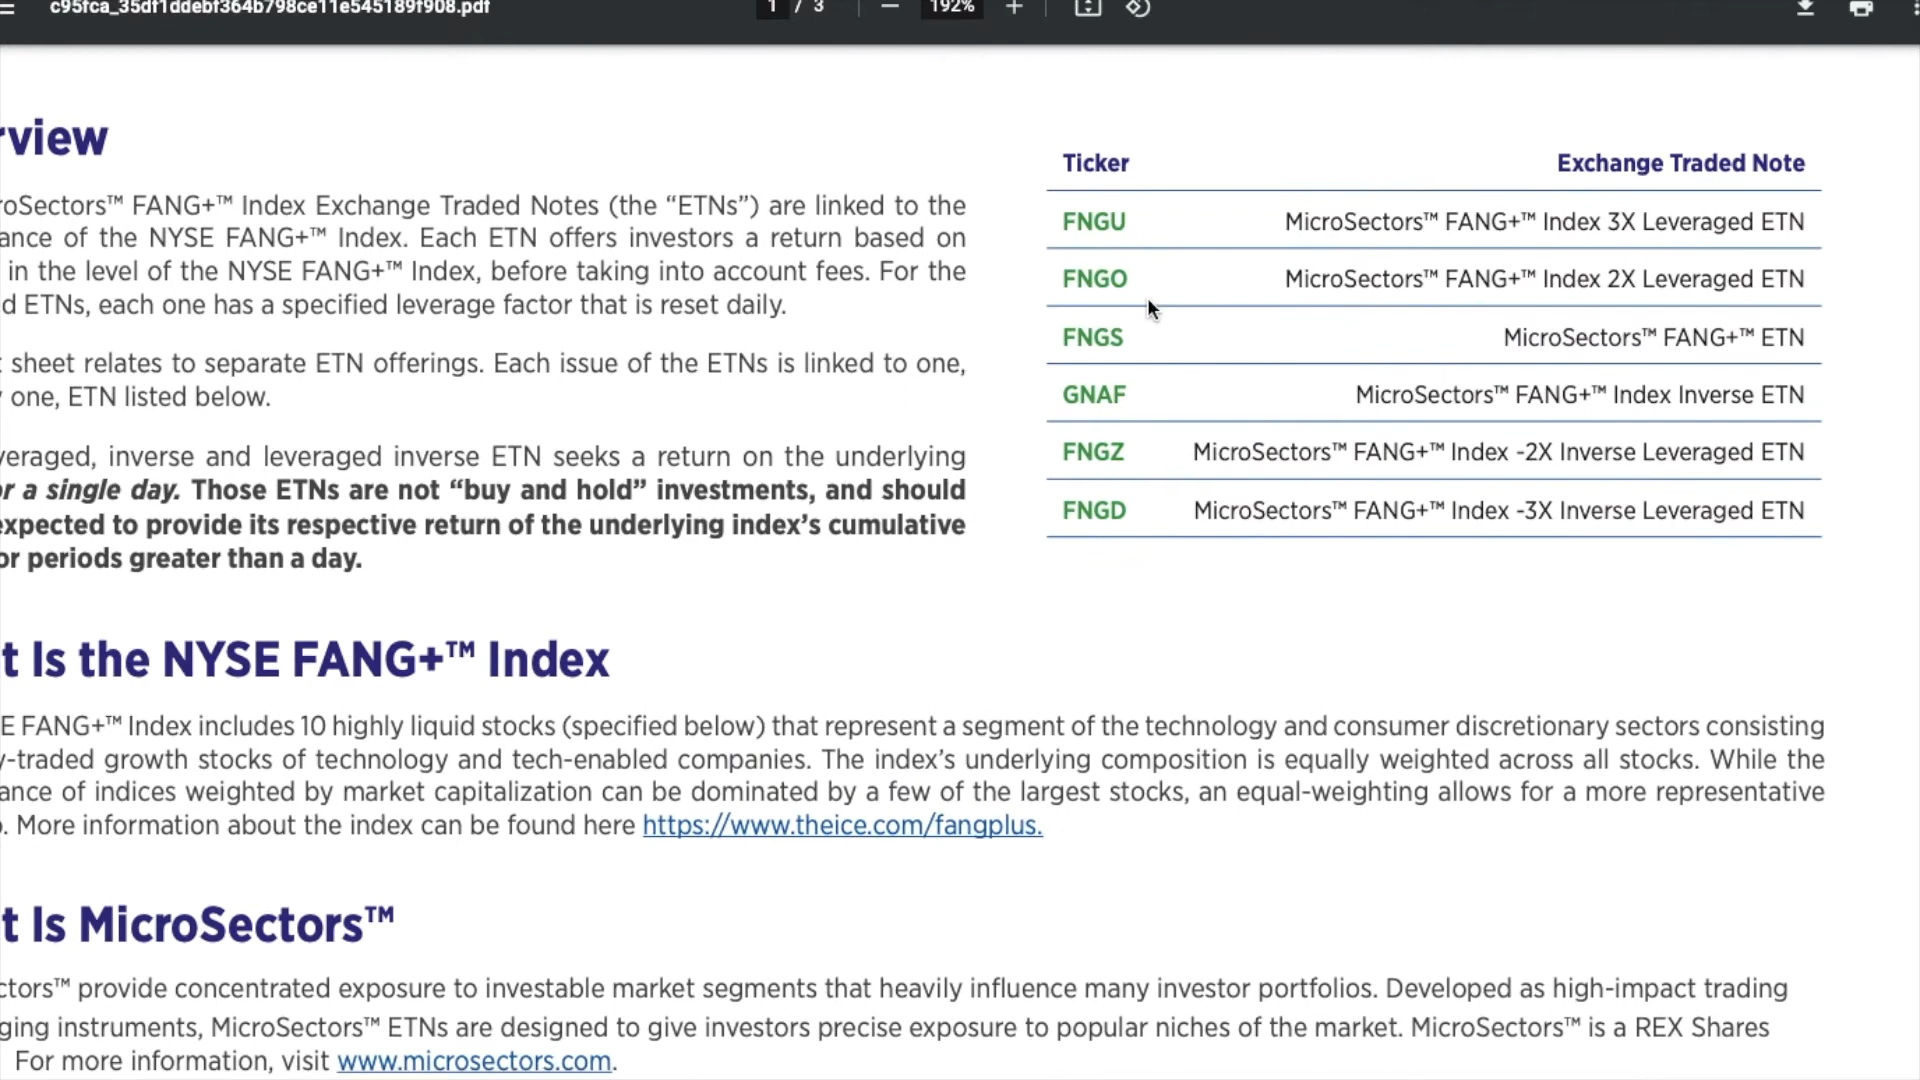 c95fca_35df1ddebf364b798ce11e545189f908.pdf
1 / 3
192%
rview
roSectors™ FANG+™ Index Exchange Traded Notes (the “ETNs”) are linked to the
ance of the NYSE FANG+™ Index. Each ETN offers investors a return based on
in the level of the NYSE FANG+™ Index, before taking into account fees. For the
d ETNs, each one has a specified leverage factor that is reset daily.
sheet relates to separate ETN offerings. Each issue of the ETNs is linked to one,
one, ETN listed below.
veraged, inverse and leveraged inverse ETN seeks a return on the underlying
or a single day. Those ETNs are not “buy and hold” investments, and should
expected to provide its respective return of the underlying index’s cumulative
or periods greater than a day.
Ticker Exchange Traded Note
FNGU MicroSectors™ FANG+™ Index 3X Leveraged ETN
FNGO MicroSectors™ FANG+™ Index 2X Leveraged ETN
FNGS MicroSectors™ FANG+™ ETN
GNAF MicroSectors™ FANG+™ Index Inverse ETN
FNGZ MicroSectors™ FANG+™ Index -2X Inverse Leveraged ETN
FNGD MicroSectors™ FANG+™ Index -3X Inverse Leveraged ETN
t Is the NYSE FANG+™ Index
E FANG+™ Index includes 10 highly liquid stocks (specified below) that represent a segment of the technology and consumer discretionary sectors consisting
y-traded growth stocks of technology and tech-enabled companies. The index’s underlying composition is equally weighted across all stocks. While the
ance of indices weighted by market capitalization can be dominated by a few of the largest stocks, an equal-weighting allows for a more representative
. More information about the index can be found here https://www.theice.com/fangplus.
t Is MicroSectors™
ctors™ provide concentrated exposure to investable market segments that heavily influence many investor portfolios. Developed as high-impact trading
ging instruments, MicroSectors™ ETNs are designed to give investors precise exposure to popular niches of the market. MicroSectors™ is a REX Shares
For more information, visit www.microsectors.com.